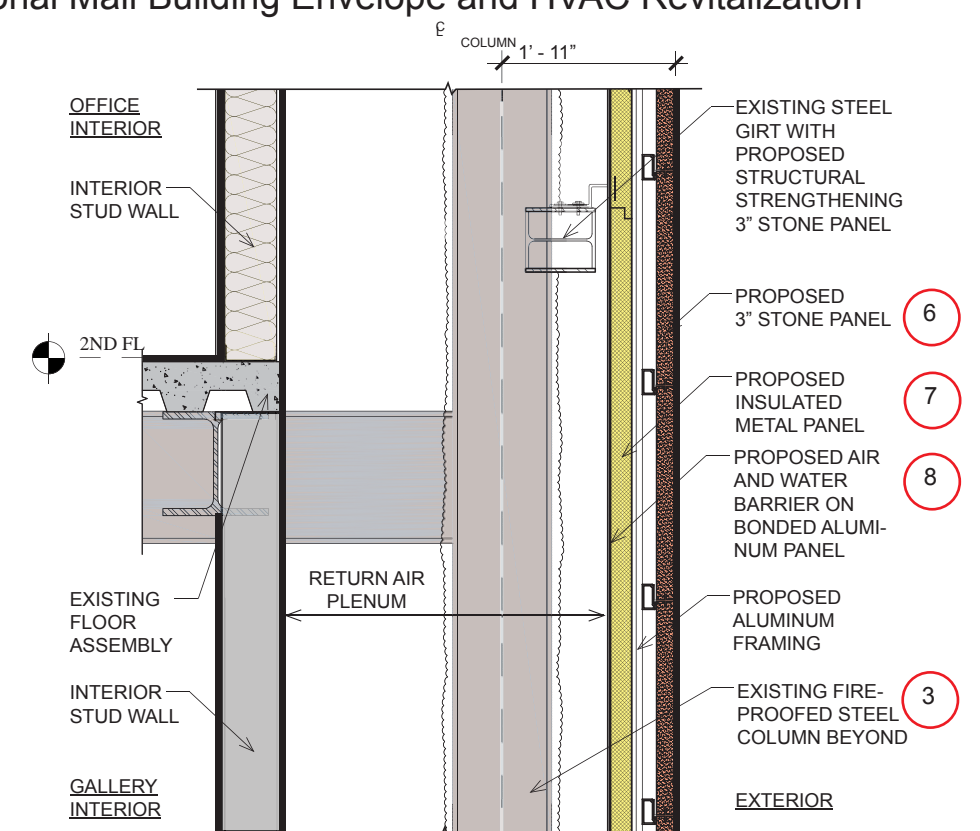 onal Mall Building Envelope and HVAC Revitalization
℄
COLUMN
1' - 11”
OFFICE
INTERIOR
INTERIOR
STUD WALL
2ND FL
EXISTING
FLOOR
ASSEMBLY
INTERIOR
STUD WALL
GALLERY
INTERIOR
RETURN AIR
PLENUM
EXISTING STEEL
GIRT WITH
PROPOSED
STRUCTURAL
STRENGTHENING
3” STONE PANEL
PROPOSED
3” STONE PANEL
6
PROPOSED
INSULATED
METAL PANEL
7
PROPOSED AIR
AND WATER
BARRIER ON
BONDED ALUMI-
NUM PANEL
8
PROPOSED
ALUMINUM
FRAMING
EXISTING FIRE-
PROOFED STEEL
COLUMN BEYOND
3
EXTERIOR